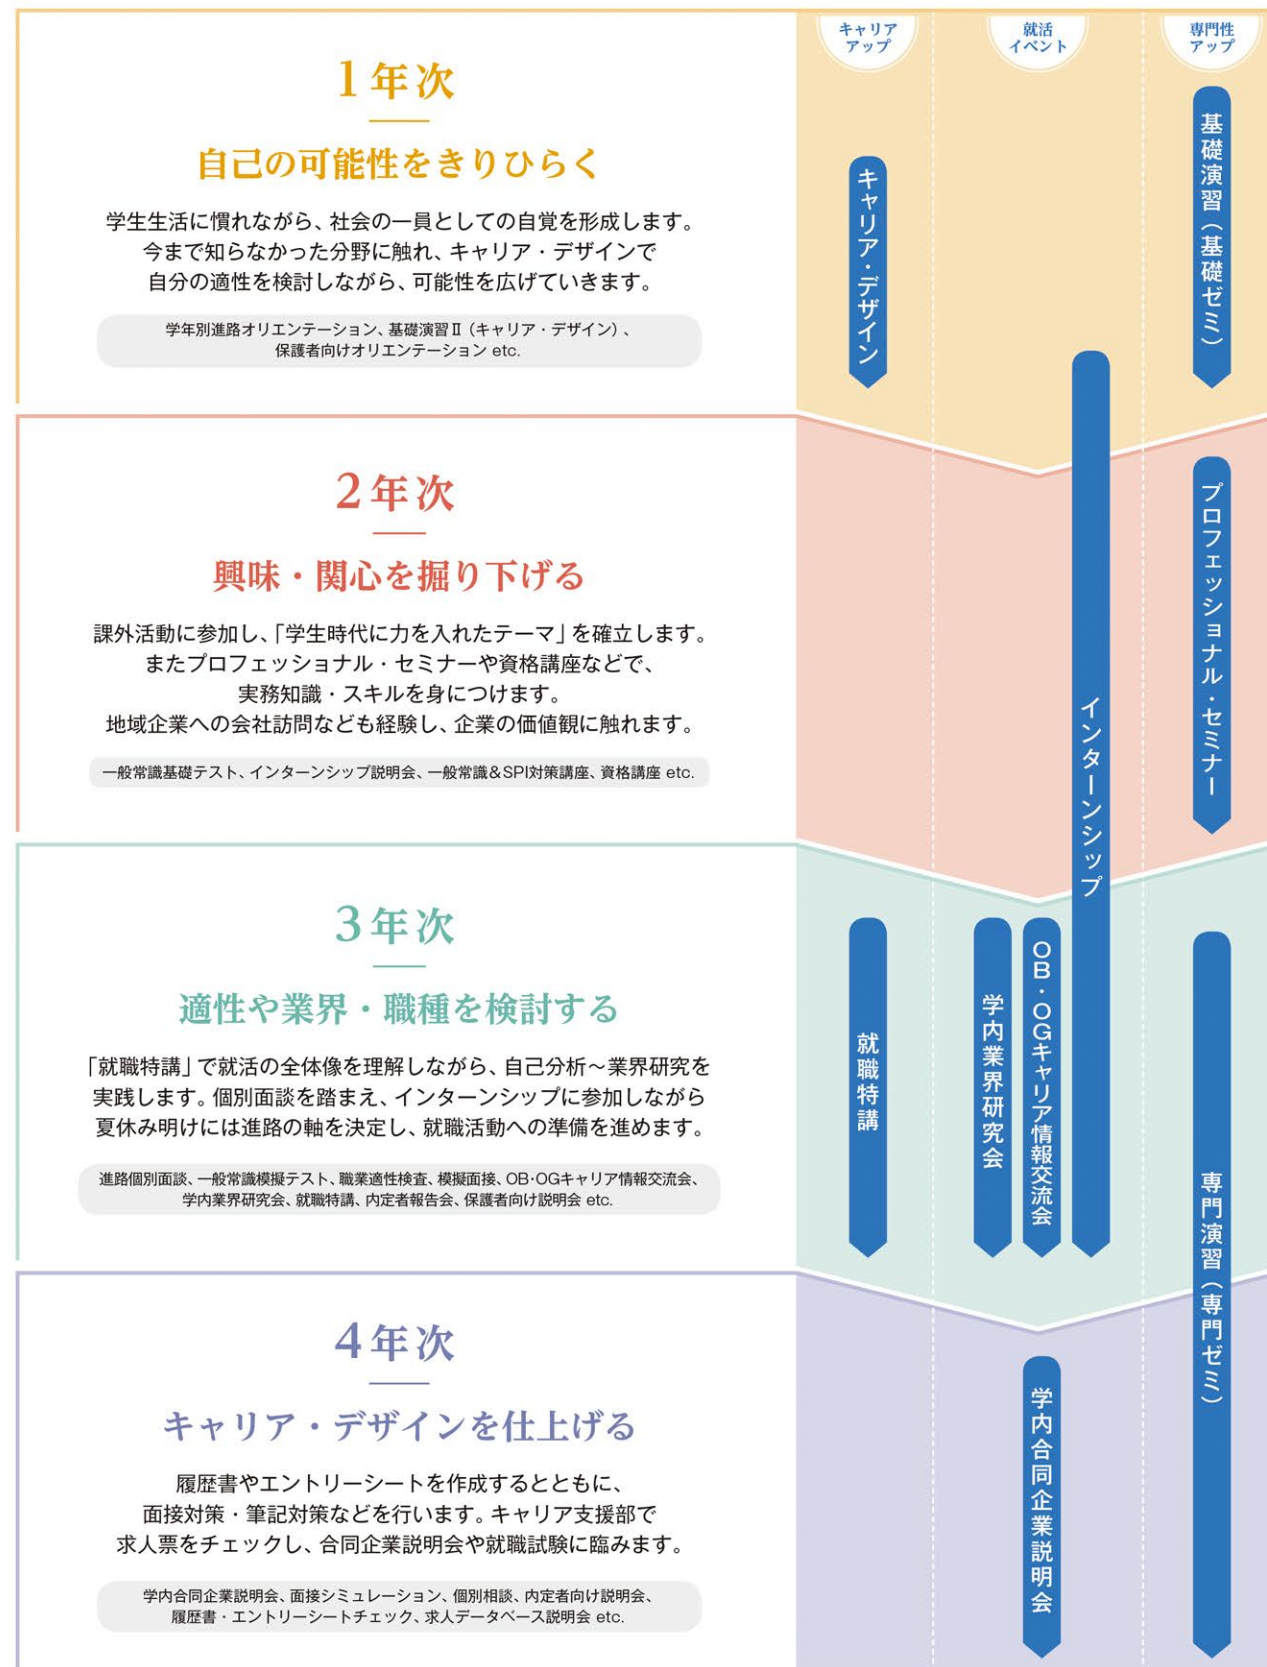 キャリア
アップ
就活
イベント
専門性
アップ
1年次
自己の可能性をきりひらく
学生生活に慣れながら、社会の一員としての自覚を形成します。
今まで知らなかった分野に触れ、キャリア・デザインで
自分の適性を検討しながら、可能性を広げていきます。
学年別進路オリエンテーション、基礎演習Ⅱ（キャリア・デザイン）、
保護者向けオリエンテーション etc.
キャリア・デザイン
基礎演習（基礎ゼミ）
2年次
興味・関心を掘り下げる
課外活動に参加し、「学生時代に力を入れたテーマ」を確立します。
またプロフェッショナル・セミナーや資格講座などで、
実務知識・スキルを身につけます。
地域企業への会社訪問なども経験し、企業の価値観に触れます。
一般常識基礎テスト、インターンシップ説明会、一般常識＆SPI対策講座、資格講座 etc.
インターンシップ
プロフェッショナル・セミナー
3年次
適性や業界・職種を検討する
「就職特講」で就活の全体像を理解しながら、自己分析～業界研究を
実践します。個別面談を踏まえ、インターンシップに参加しながら
夏休み明けには進路の軸を決定し、就職活動への準備を進めます。
進路個別面談、一般常識模擬テスト、職業適性検査、模擬面接、OB・OGキャリア情報交流会、
学内業界研究会、就職特講、内定者報告会、保護者向け説明会 etc.
就職特講
学内業界研究会
OB・OGキャリア情報交流会
専門演習（専門ゼミ）
4年次
キャリア・デザインを仕上げる
履歴書やエントリーシートを作成するとともに、
面接対策・筆記対策などを行います。キャリア支援部で
求人票をチェックし、合同企業説明会や就職試験に臨みます。
学内合同企業説明会、面接シミュレーション、個別相談、内定者向け説明会、
履歴書・エントリーシートチェック、求人データベース説明会 etc.
学内合同企業説明会